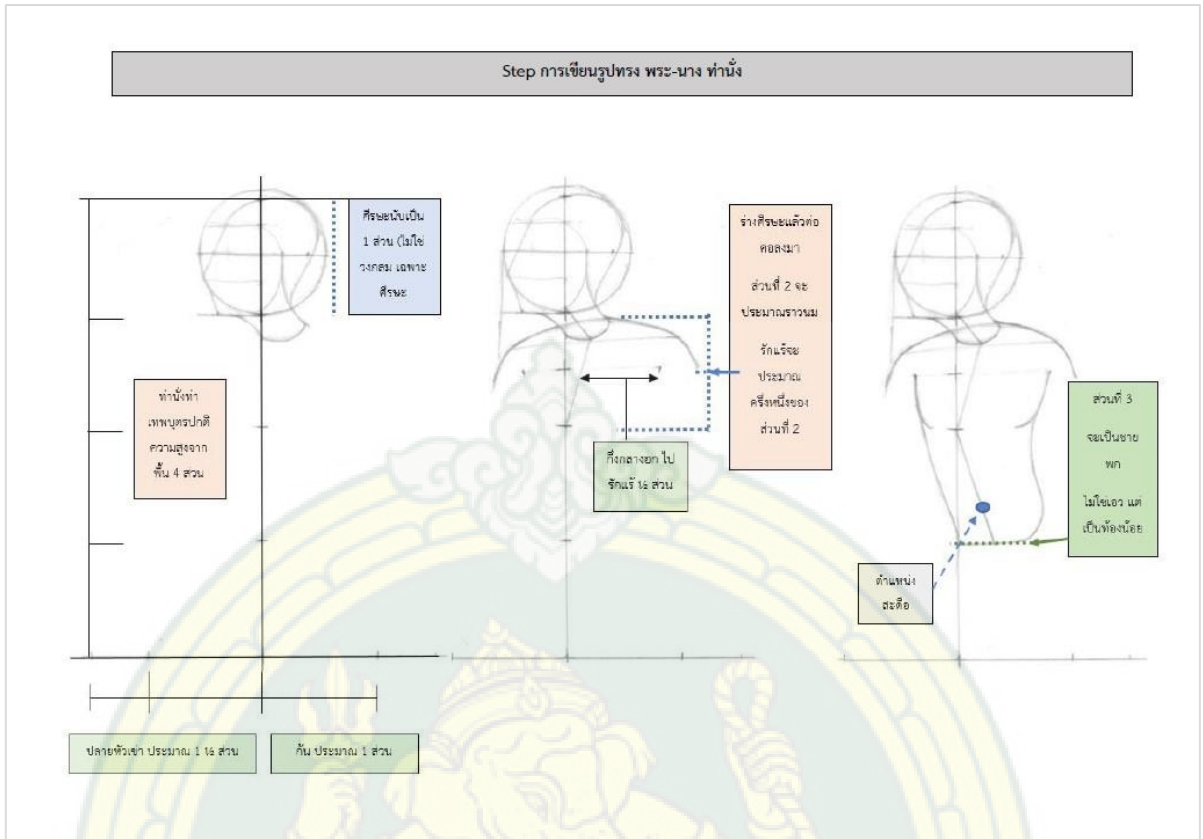 Step การเขียนรูปทรง พระ-นาง ท่านั่ง
ศีรษะนับเป็น
1 ส่วน (ไม่ใช่
วงกลม เฉพาะ
ศีรษะ
ท่านั่งท่า
เทพบุตรปกติ
ความสูงจาก
พื้น 4 ส่วน
ปลายหัวเข่า ประมาณ 1 ½ ส่วน
ก้น ประมาณ 1 ส่วน
ร่างศีรษะแล้วต่อ
คอลงมา
ส่วนที่ 2 จะ
ประมาณราวนม
รักแร้จะ
ประมาณ
ครึ่งหนึ่งของ
ส่วนที่ 2
กึ่งกลางอก ไป
รักแร้ ½ ส่วน
ส่วนที่ 3
จะเป็นชาย
พก
ไม่ใช่เอว แต่
เป็นท้องน้อย
ตำแหน่ง
สะดือ